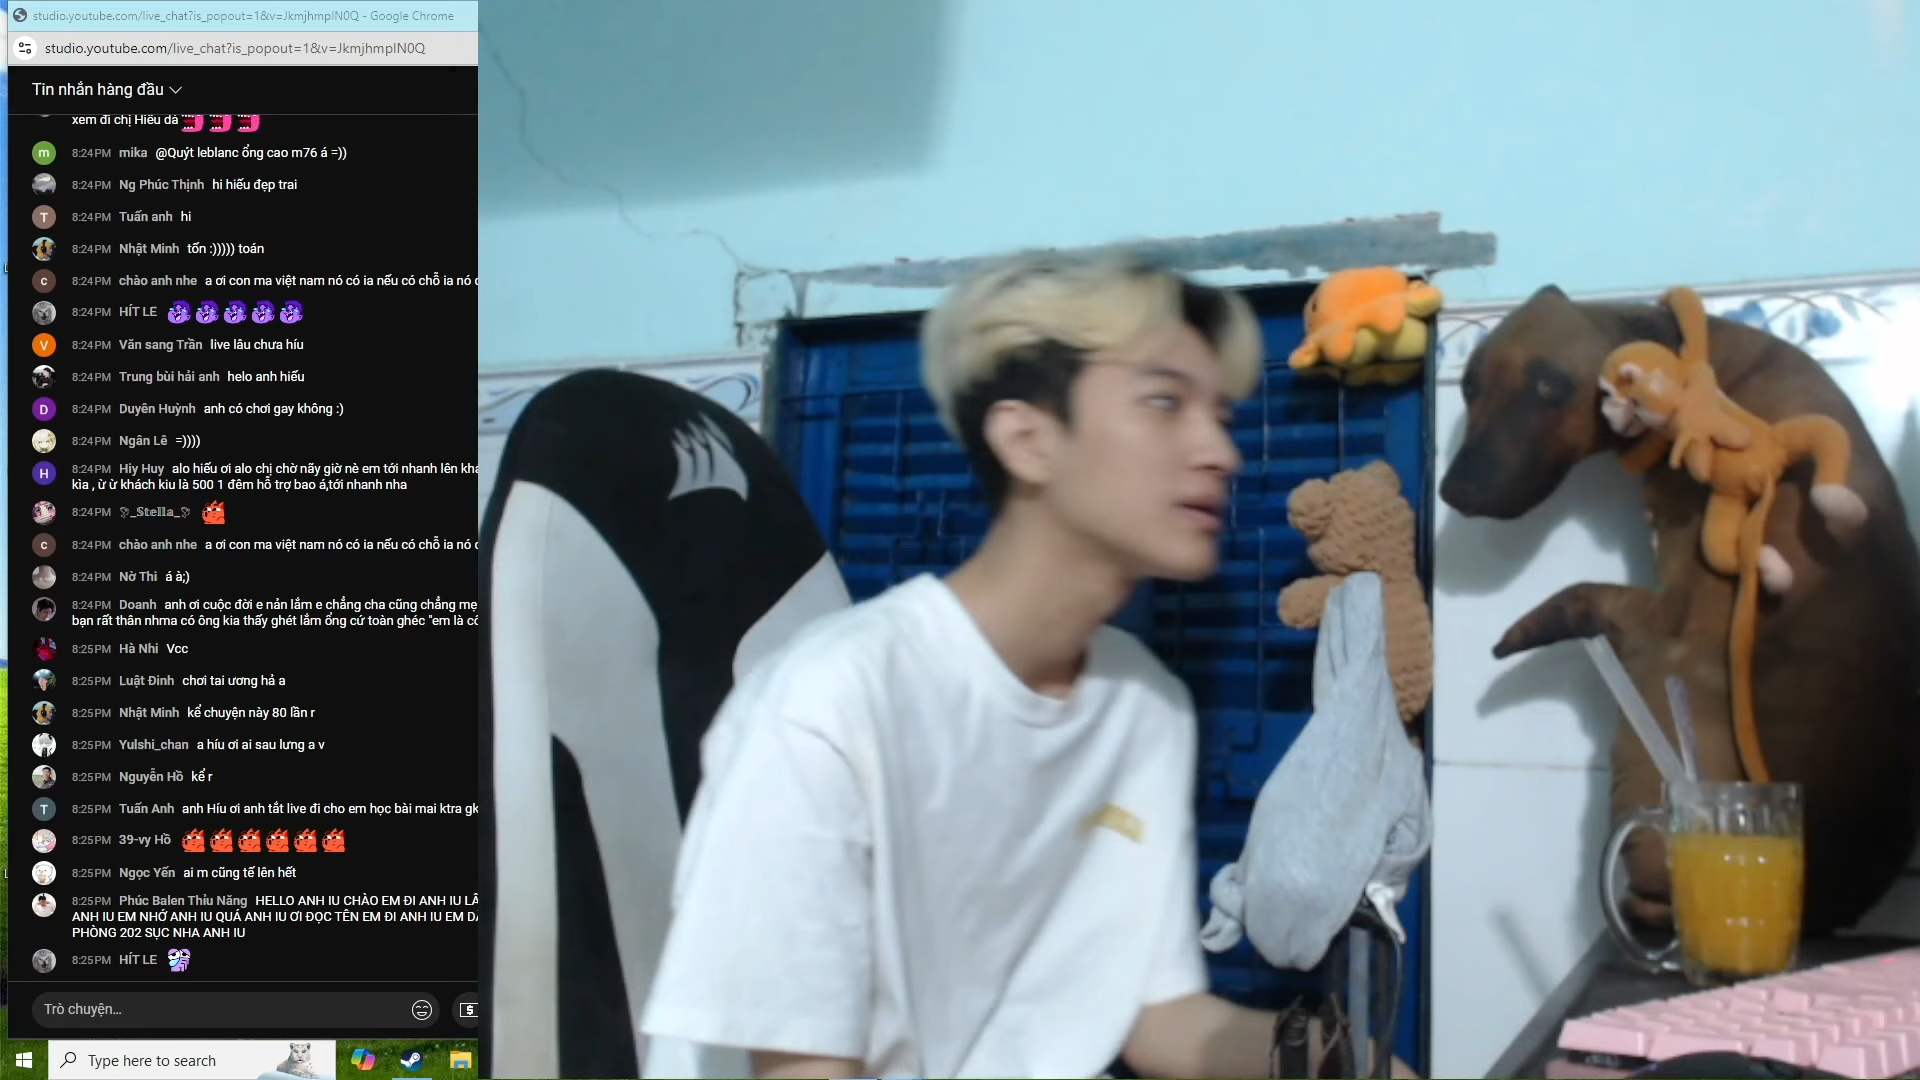 studio.youtube.com/live_chat?is_popout=1&v=JkmjhmpIN0Q - Google Chrome
studio.youtube.com/live_chat?is_popout=1&v=JkmjhmpIN0Q
Tin nhắn hàng đầu
xem đi chị Hiếu dá
m 8:24 PM mika @Quýt leblanc ổng cao m76 á =))
8:24 PM Ng Phúc Thịnh hi hiếu đẹp trai
T 8:24 PM Tuấn anh hi
8:24 PM Nhật Minh tốn :))))) toán
c 8:24 PM chào anh nhe a ơi con ma việt nam nó có ia nếu có chỗ ia nó
8:24 PM HÍT LE
V 8:24 PM Văn sang Trần live lâu chưa híu
8:24 PM Trung bùi hải anh helo anh hiếu
D 8:24 PM Duyên Huỳnh anh có chơi gay không :)
8:24 PM Ngân Lê =))))
H 8:24 PM Hiy Huy alo hiếu ơi alo chị chờ nãy giờ nè em tới nhanh lên
kìa , ừ ừ khách kiu là 500 1 đêm hỗ trợ bao á,tới nhanh nha
8:24 PM _Stella_
c 8:24 PM chào anh nhe a ơi con ma việt nam nó có ia nếu có chỗ ia nó
8:24 PM Nờ Thi á à;)
8:24 PM Doanh anh ơi cuộc đời e nản lắm e chẳng cha cũng chẳng mẹ
bạn rất thân nhma có ông kia thấy ghét lắm ổng cứ toàn ghéc "em là
8:25 PM Hà Nhi Vcc
8:25 PM Luật Đinh chơi tai ương hả a
8:25 PM Nhật Minh kể chuyện này 80 lần r
8:25 PM Yulshi_chan a híu ơi ai sau lưng a v
8:25 PM Nguyễn Hồ kể r
T 8:25 PM Tuấn Anh anh Híu ơi anh tắt live đi cho em học bài mai ktra gk
8:25 PM 39-vy Hồ
8:25 PM Ngọc Yến ai m cũng tế lên hết
8:25 PM Phúc Balen Thỉu Năng HELLO ANH IU CHÀO EM ĐI ANH IU
ANH IU EM NHỚ ANH IU QUÁ ANH IU ƠI ĐỌC TÊN EM ĐI ANH IU EM
PHÒNG 202 SỤC NHA ANH IU
8:25 PM HÍT LE
Trò chuyện...
$
Type here to search